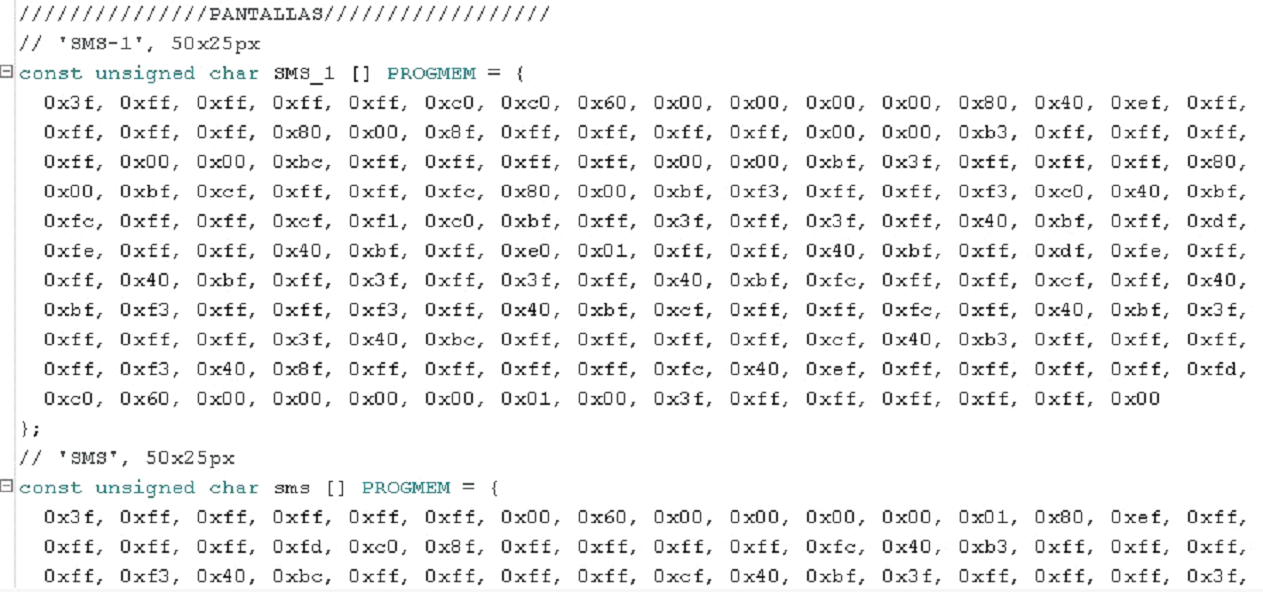 ///////////////PANTALLAS//////////////////
// 'SMS-1', 50x25px
const unsigned char SMS_1 [] PROGMEM = {
0x3f, 0xff, 0xff, 0xff, 0xff, 0xc0, 0xc0, 0x60, 0x00, 0x00, 0x00, 0x00, 0x80, 0x40, 0xef, 0xff,
0xff, 0xff, 0xff, 0x80, 0x00, 0x8f, 0xff, 0xff, 0xff, 0xff, 0x00, 0x00, 0xb3, 0xff, 0xff, 0xff,
0xff, 0x00, 0x00, 0xbc, 0xff, 0xff, 0xff, 0xff, 0x00, 0x00, 0xbf, 0x3f, 0xff, 0xff, 0xff, 0x80,
0x00, 0xbf, 0xcf, 0xff, 0xff, 0xfc, 0x80, 0x00, 0xbf, 0xf3, 0xff, 0xff, 0xf3, 0xc0, 0x40, 0xbf,
0xfc, 0xff, 0xff, 0xcf, 0xf1, 0xc0, 0xbf, 0xff, 0x3f, 0xff, 0x3f, 0xff, 0x40, 0xbf, 0xff, 0xdf,
0xfe, 0xff, 0xff, 0x40, 0xbf, 0xff, 0xe0, 0x01, 0xff, 0xff, 0x40, 0xbf, 0xff, 0xdf, 0xfe, 0xff,
0xff, 0x40, 0xbf, 0xff, 0x3f, 0xff, 0x3f, 0xff, 0x40, 0xbf, 0xfc, 0xff, 0xff, 0xcf, 0xff, 0x40,
0xbf, 0xf3, 0xff, 0xff, 0xf3, 0xff, 0x40, 0xbf, 0xcf, 0xff, 0xff, 0xfc, 0xff, 0x40, 0xbf, 0x3f,
0xff, 0xff, 0xff, 0x3f, 0x40, 0xbc, 0xff, 0xff, 0xff, 0xff, 0xcf, 0x40, 0xb3, 0xff, 0xff, 0xff,
0xff, 0xf3, 0x40, 0x8f, 0xff, 0xff, 0xff, 0xff, 0xfc, 0x40, 0xef, 0xff, 0xff, 0xff, 0xff, 0xfd,
0xc0, 0x60, 0x00, 0x00, 0x00, 0x00, 0x01, 0x00, 0x3f, 0xff, 0xff, 0xff, 0xff, 0xff, 0x00
};
// 'SMS', 50x25px
const unsigned char sms [] PROGMEM = {
0x3f, 0xff, 0xff, 0xff, 0xff, 0xff, 0x00, 0x60, 0x00, 0x00, 0x00, 0x00, 0x01, 0x80, 0xef, 0xff,
0xff, 0xff, 0xff, 0xfd, 0xc0, 0x8f, 0xff, 0xff, 0xff, 0xff, 0xfc, 0x40, 0xb3, 0xff, 0xff, 0xff,
0xff, 0xf3, 0x40, 0xbc, 0xff, 0xff, 0xff, 0xff, 0xcf, 0x40, 0xbf, 0x3f, 0xff, 0xff, 0xff, 0x3f,